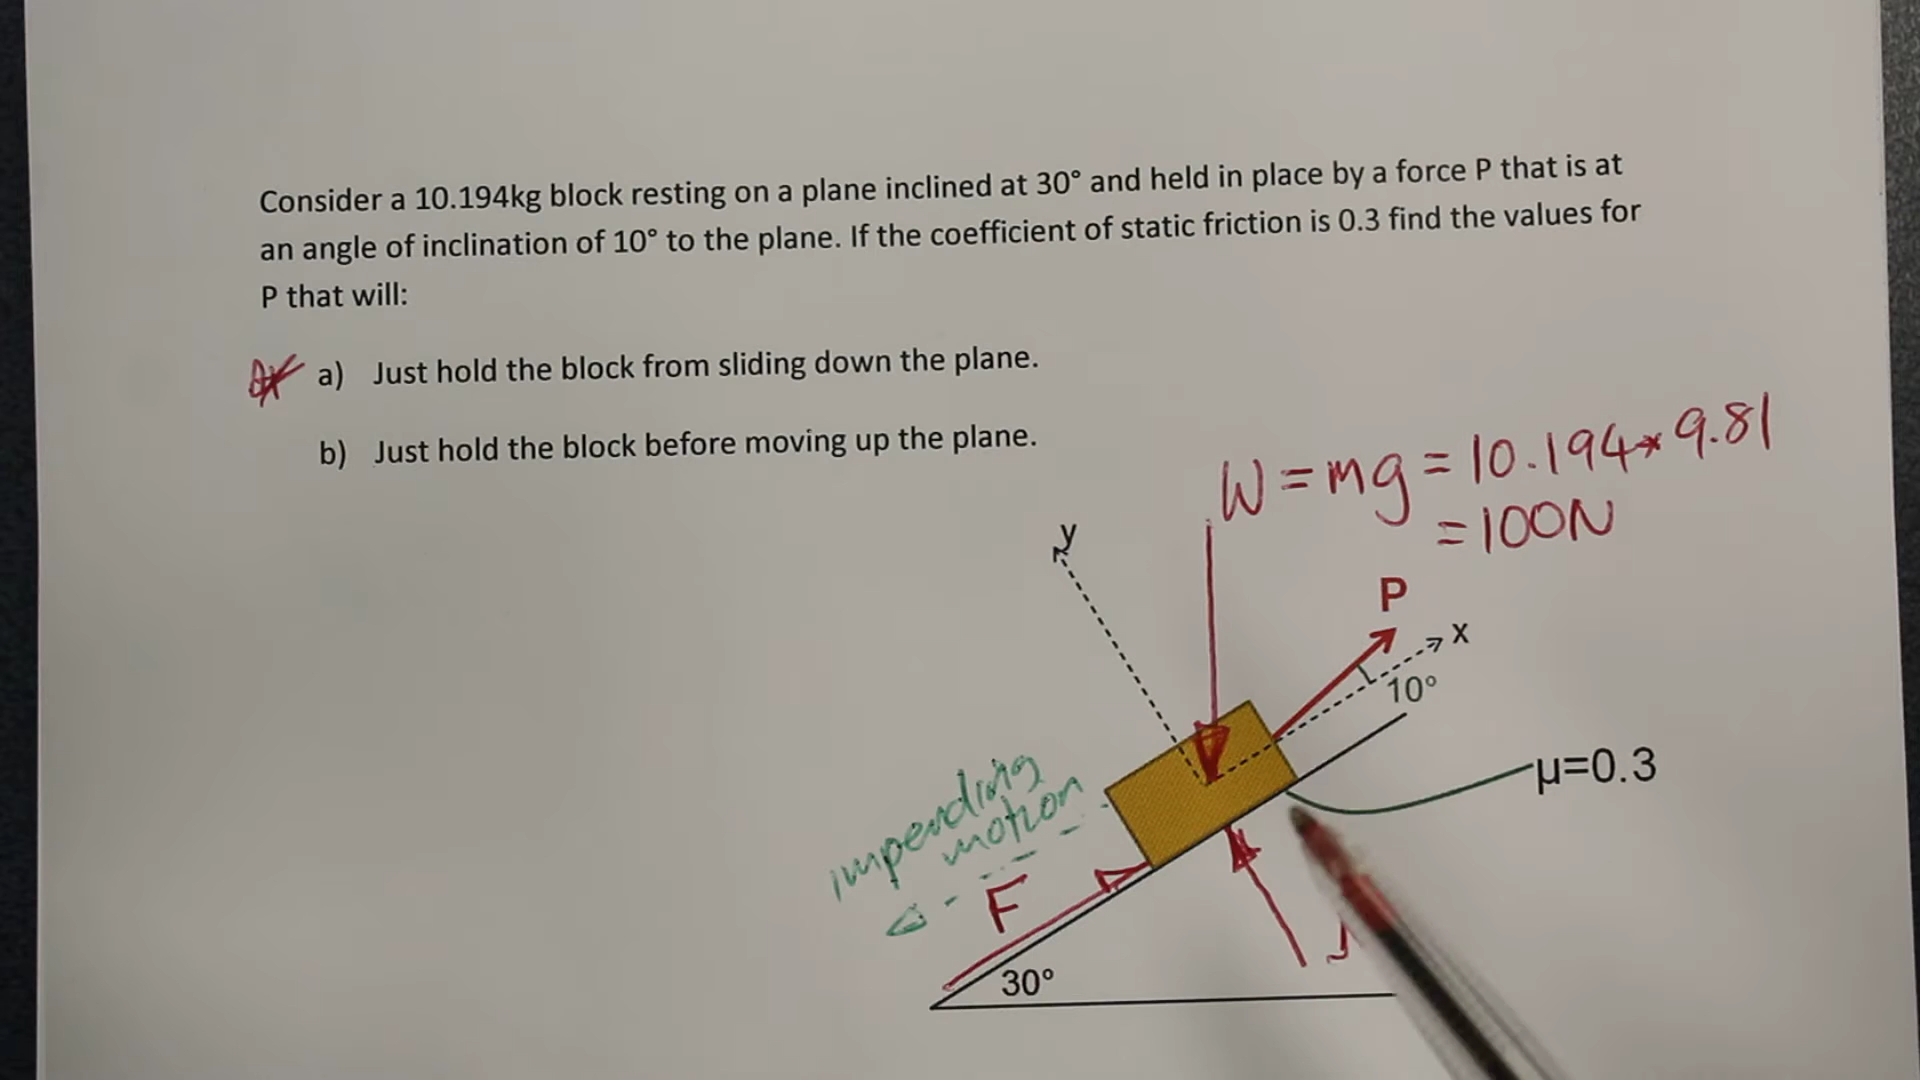 Consider a 10.194kg block resting on a plane inclined at 30° and held in place by a force P that is at
an angle of inclination of 10° to the plane. If the coefficient of static friction is 0.3 find the values for
P that will:
a) Just hold the block from sliding down the plane.
b) Just hold the block before moving up the plane.
W = mg = 10.194 * 9.81
= 100N
y
P
x
10°
μ=0.3
impending
motion
F
30°